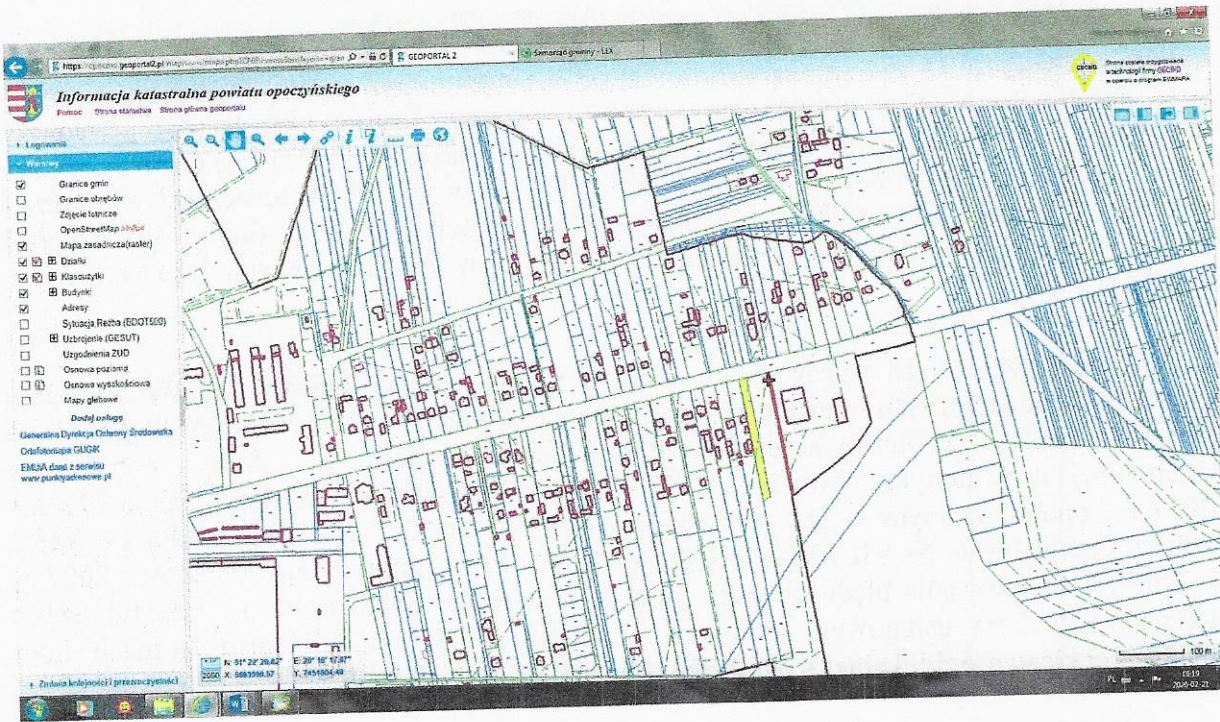 GEOPORTAL 2
Samorząd gminny - LEX
Informacja katastralna powiatu opoczyńskiego
Pomoc Strona starostwa Strona główna geoportalu
Logowanie
Warstwy
Granice gmin
Granice obrębów
Zdjęcie lotnicze
OpenStreetMap
Mapa zasadnicza(raster)
Działki
Klasoużytki
Budynki
Adresy
Sytuacja, Rzeźba (BDOT500)
Uzbrojenie (GESUT)
Uzgodnienia ZUD
Osnowa pozioma
Osnowa wysokościowa
Mapy glebowe
Dodaj usługę
Generalna Dyrekcja Ochrony Środowiska
Ortofotomapa GUGIK
EMUiA dane z serwisu
www.punktyadresowe.pl
Zmiana kolejności i przezroczystości
2000
100 m
PL